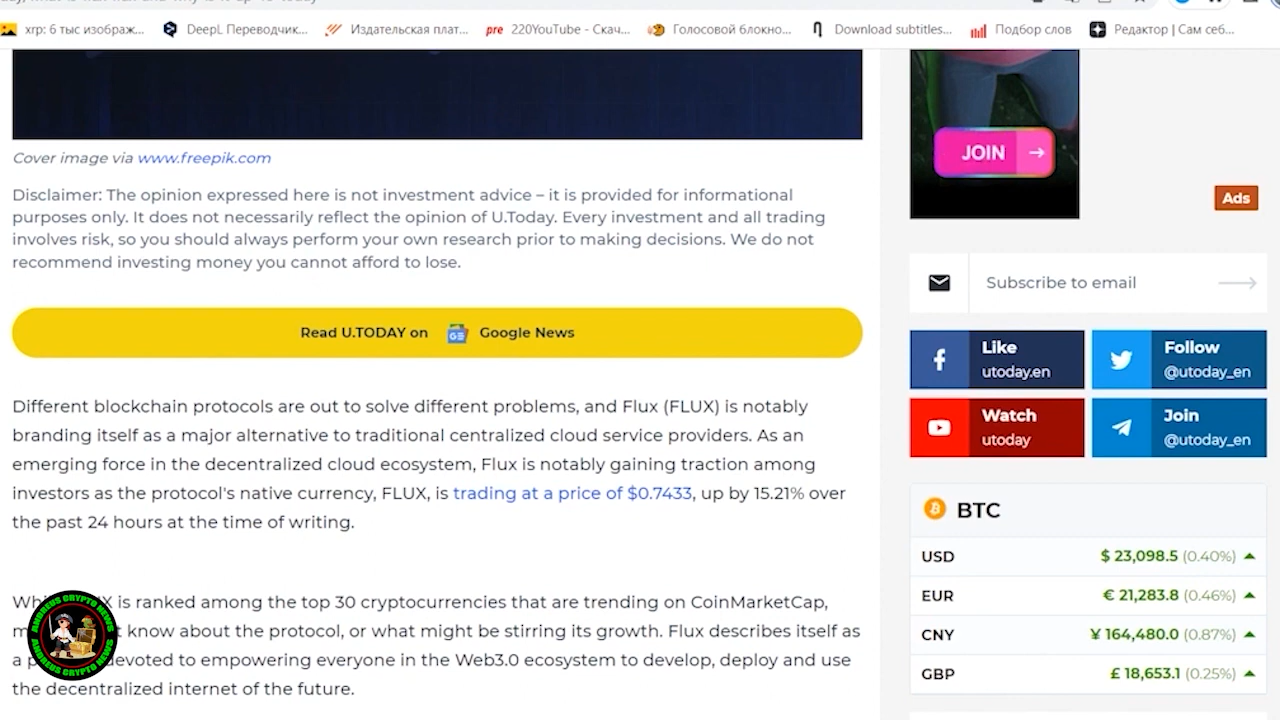 xrp: 6 тыс изображ...
DeepL Переводчик...
Издательская плат...
pre 220YouTube - Скач...
Голосовой блокно...
Download subtitles...
Подбор слов
Редактор | Сам себ...
Cover image via www.freepik.com
Disclaimer: The opinion expressed here is not investment advice – it is provided for informational
purposes only. It does not necessarily reflect the opinion of U.Today. Every investment and all trading
involves risk, so you should always perform your own research prior to making decisions. We do not
recommend investing money you cannot afford to lose.
Read U.TODAY on GE Google News
Different blockchain protocols are out to solve different problems, and Flux (FLUX) is notably
branding itself as a major alternative to traditional centralized cloud service providers. As an
emerging force in the decentralized cloud ecosystem, Flux is notably gaining traction among
investors as the protocol's native currency, FLUX, is trading at a price of $0.7433, up by 15.21% over
the past 24 hours at the time of writing.
is ranked among the top 30 cryptocurrencies that are trending on CoinMarketCap,
know about the protocol, or what might be stirring its growth. Flux describes itself as
a devoted to empowering everyone in the Web3.0 ecosystem to develop, deploy and use
the decentralized internet of the future.
ANDREUS CRYPTO NEWS
ANDREUS CRYPTO NEWS
JOIN
Ads
Subscribe to email
Like
utoday.en
Follow
@utoday_en
Watch
utoday
Join
@utoday_en
BTC
USD $ 23,098.5 (0.40%)
EUR € 21,283.8 (0.46%)
CNY ¥ 164,480.0 (0.87%)
GBP £ 18,653.1 (0.25%)